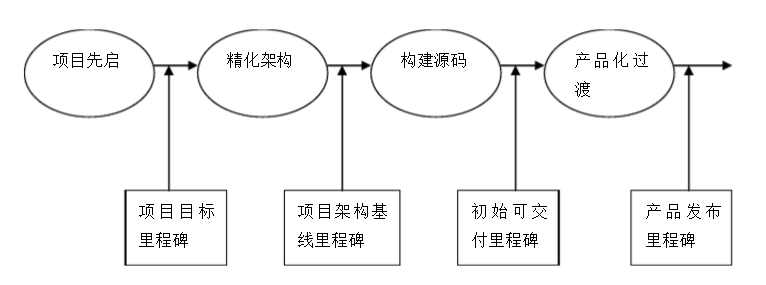 项目先启
精化架构
构建源码
产品化过
渡
项目目标
里程碑
项目架构基
线里程碑
初始可交
付里程碑
产品发布
里程碑